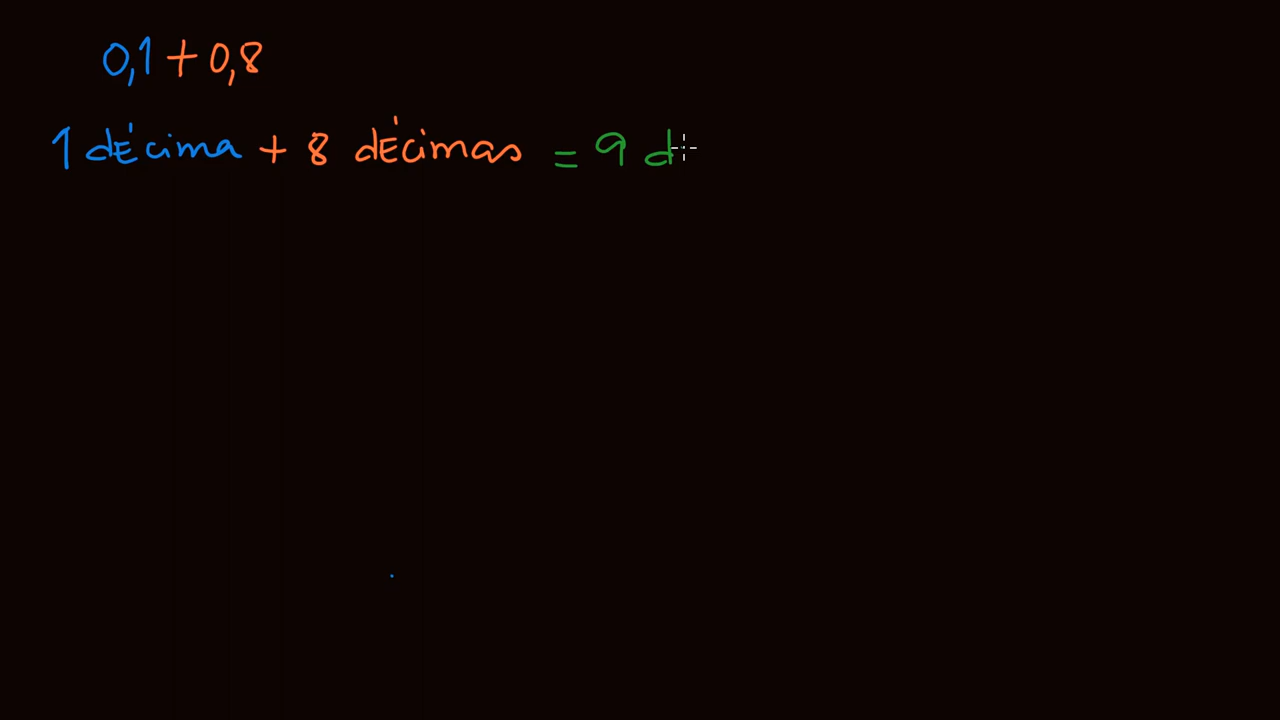 0,1 + 0,8
1 décima + 8 décimas = 9 d